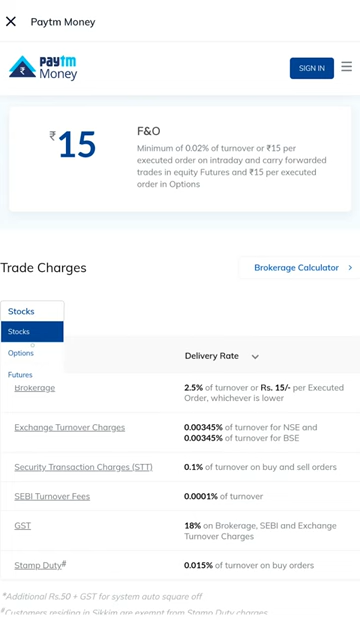 Paytm Money
paytm
Money
SIGN IN
₹15
F&O
Minimum of 0.02% of turnover or ₹15 per
executed order on intraday and carry forwarded
trades in equity Futures and ₹15 per executed
order in Options
Trade Charges
Brokerage Calculator
Stocks
Stocks
Options
Futures
Delivery Rate
Brokerage
2.5% of turnover or Rs. 15/- per Executed
Order, whichever is lower
Exchange Turnover Charges
0.00345% of turnover for NSE and
0.00345% of turnover for BSE
Security Transaction Charges (STT)
0.1% of turnover on buy and sell orders
SEBI Turnover Fees
0.0001% of turnover
GST
18% on Brokerage, SEBI and Exchange
Turnover Charges
Stamp Duty#
0.015% of turnover on buy orders
*Additional Rs.50 + GST for system auto square off
#Customers residing in Sikkim are exempt from Stamp Duty charges